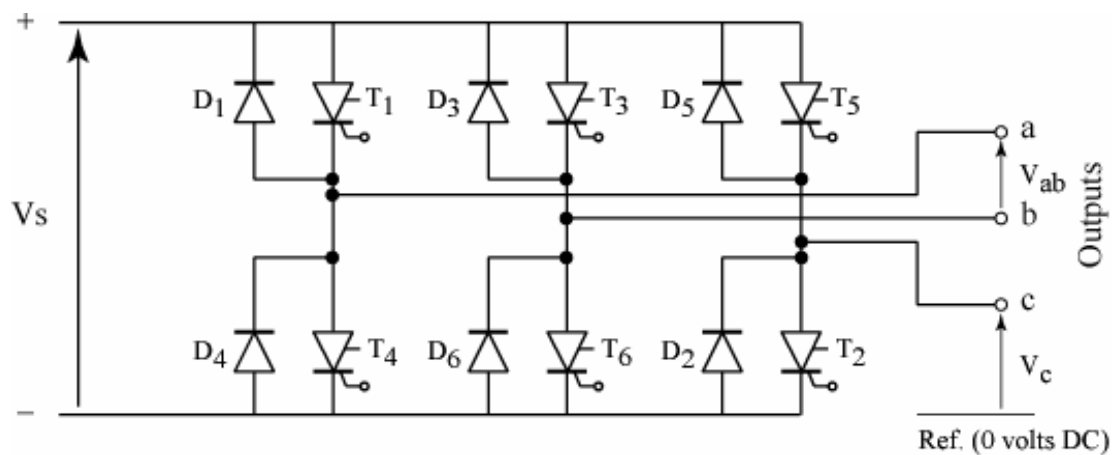 +
D1 T1 D3 T3 D5 T5
a
Vab
Vs
b
Outputs
c
D4 T4 D6 T6 D2 T2
Vc
−
Ref. (0 volts DC)